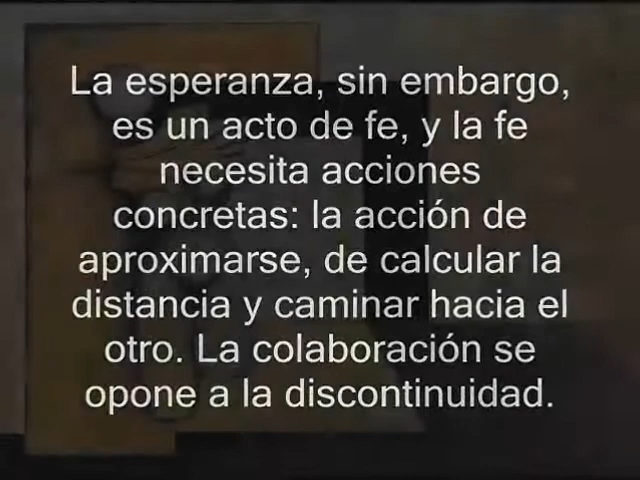 La esperanza, sin embargo,
es un acto de fe, y la fe
necesita acciones
concretas: la acción de
aproximarse, de calcular la
distancia y caminar hacia el
otro. La colaboración se
opone a la discontinuidad.